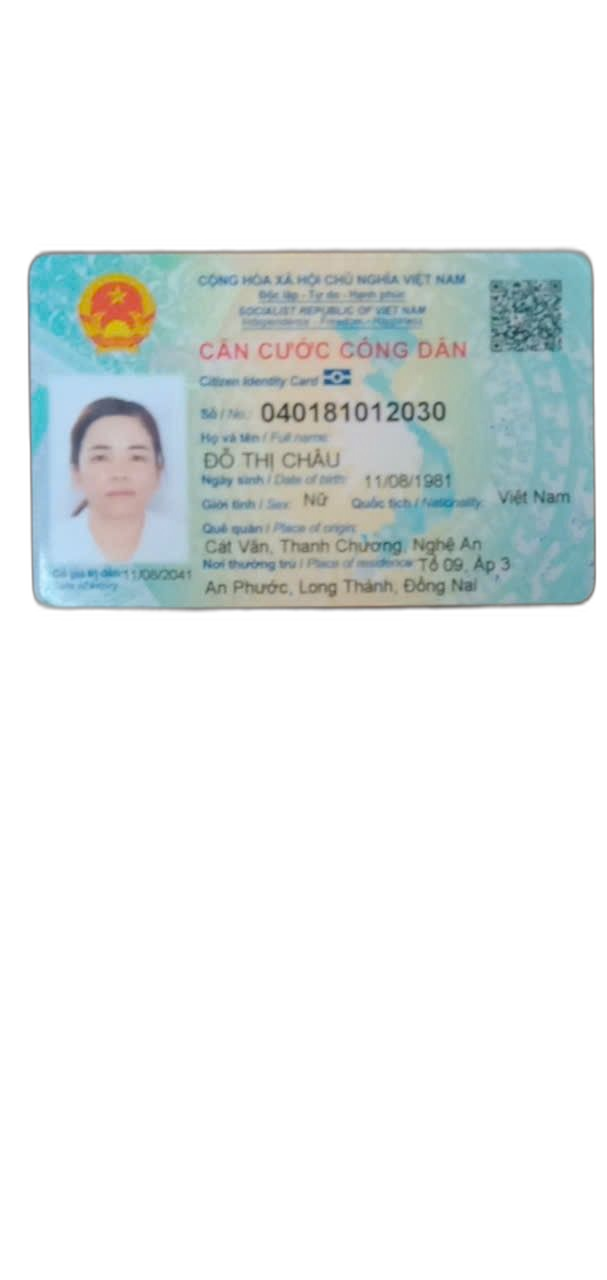 CỘNG HÒA XÃ HỘI CHỦ NGHĨA VIỆT NAM
Độc lập - Tự do - Hạnh phúc
SOCIALIST REPUBLIC OF VIET NAM
Independence - Freedom - Happiness
CĂN CƯỚC CÔNG DÂN
Citizen Identity Card
Số / No.: 040181012030
Họ và tên / Full name:
ĐỖ THỊ CHÂU
Ngày sinh / Date of birth: 11/08/1981
Giới tính / Sex: Nữ Quốc tịch / Nationality: Việt Nam
Quê quán / Place of origin:
Cát Văn, Thanh Chương, Nghệ An
Nơi thường trú / Place of residence: Tổ 09, Ấp 3
An Phước, Long Thành, Đồng Nai
Có giá trị đến: 11/08/2041
Date of expiry